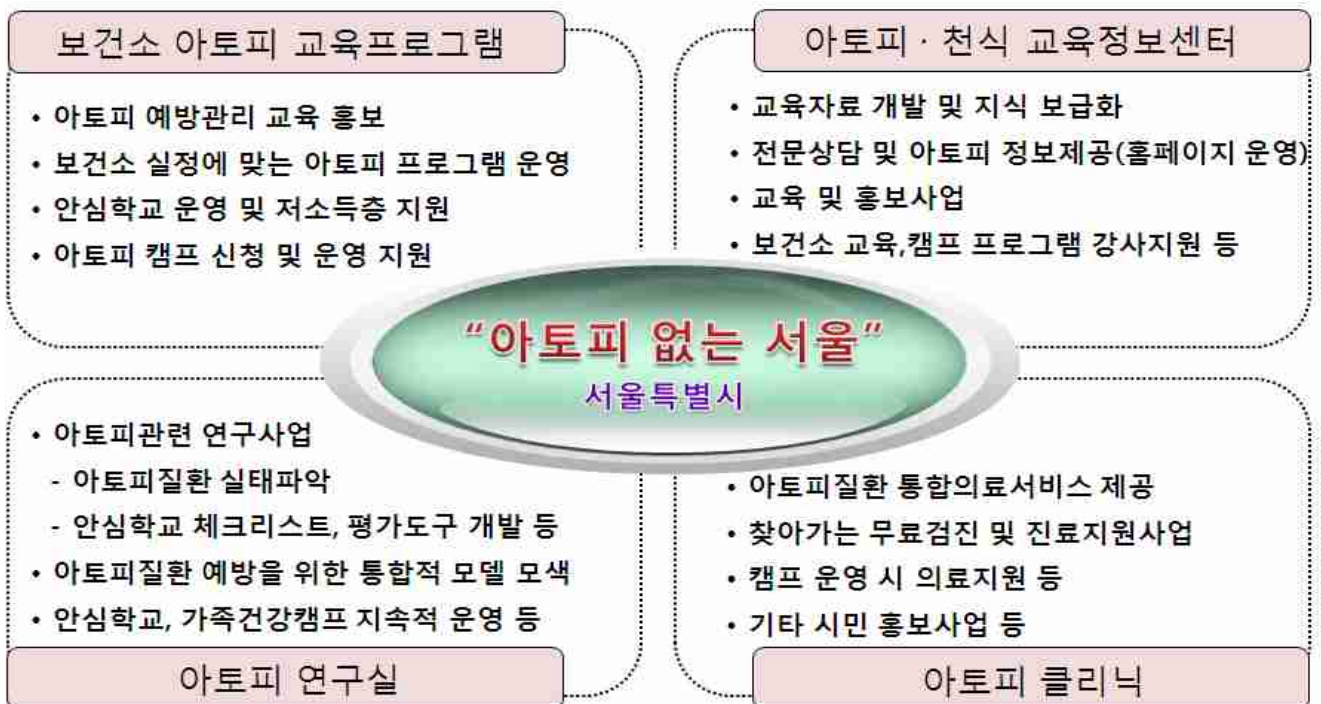 보건소 아토피 교육프로그램
• 아토피 예방관리 교육 홍보
• 보건소 실정에 맞는 아토피 프로그램 운영
• 안심학교 운영 및 저소득층 지원
• 아토피 캠프 신청 및 운영 지원
아토피 · 천식 교육정보센터
• 교육자료 개발 및 지식 보급화
• 전문상담 및 아토피 정보제공(홈페이지 운영)
• 교육 및 홍보사업
• 보건소 교육,캠프 프로그램 강사지원 등
“아토피 없는 서울”
서울특별시
• 아토피관련 연구사업
- 아토피질환 실태파악
- 안심학교 체크리스트, 평가도구 개발 등
• 아토피질환 예방을 위한 통합적 모델 모색
• 안심학교, 가족건강캠프 지속적 운영 등
아토피 연구실
• 아토피질환 통합의료서비스 제공
• 찾아가는 무료검진 및 진료지원사업
• 캠프 운영 시 의료지원 등
• 기타 시민 홍보사업 등
아토피 클리닉